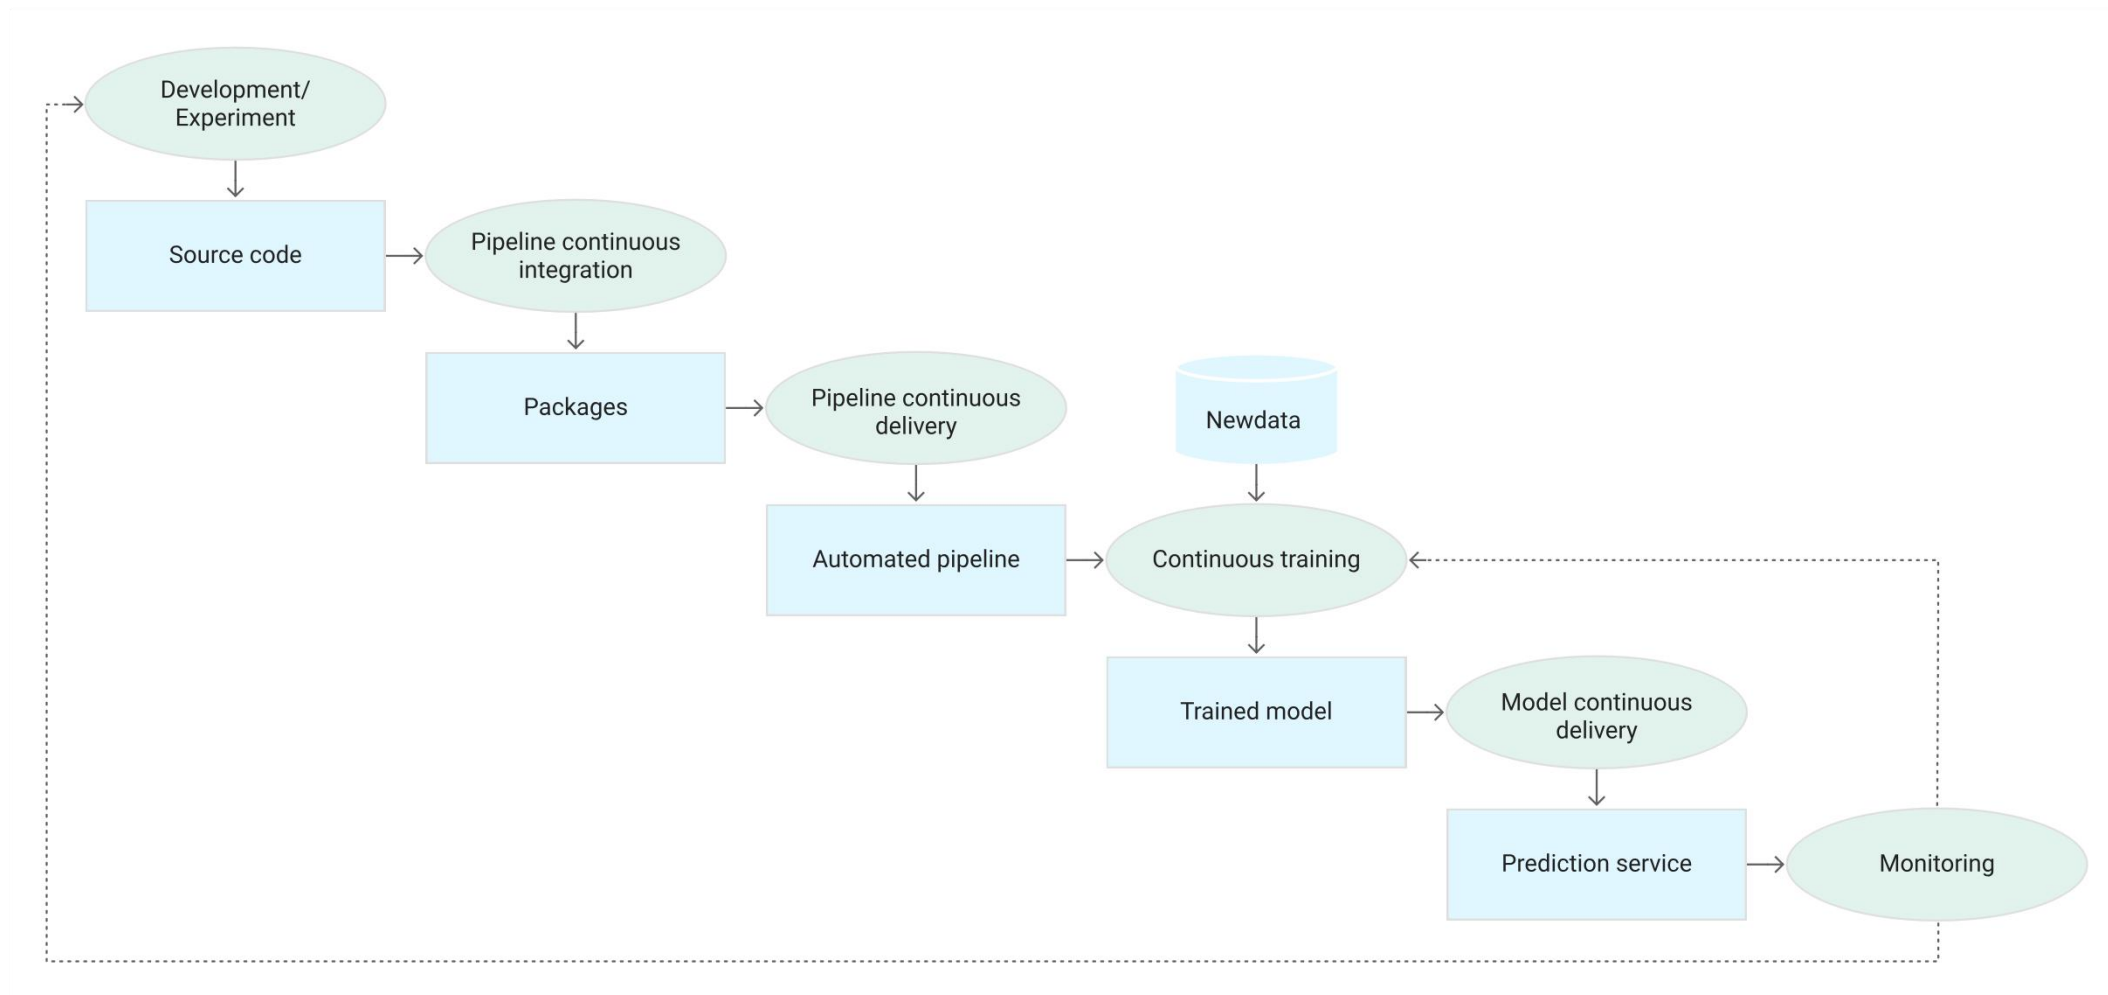 Development/
Experiment
Source code
Pipeline continuous
integration
Packages
Pipeline continuous
delivery
Newdata
Automated pipeline
Continuous training
Trained model
Model continuous
delivery
Prediction service
Monitoring